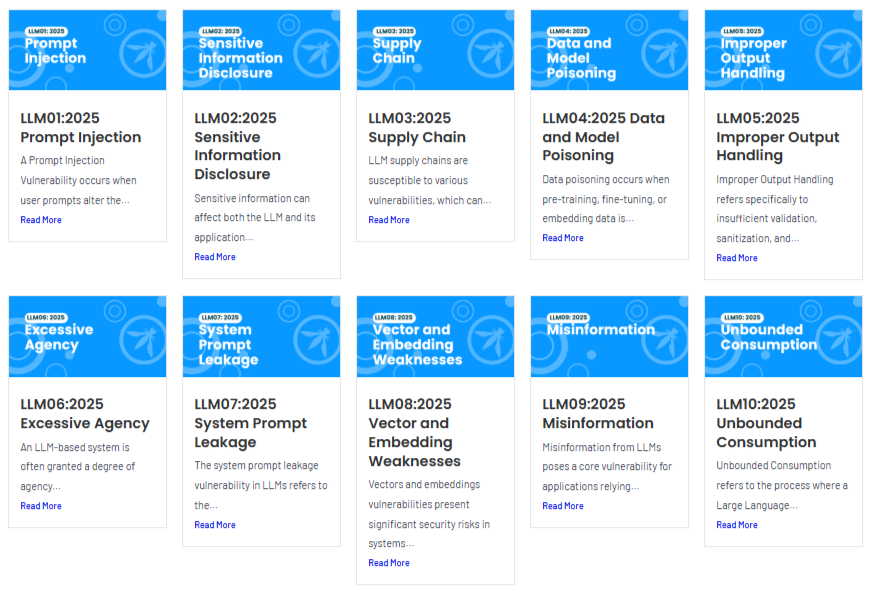 LLM01: 2025
Prompt
Injection
LLM01:2025
Prompt Injection
A Prompt Injection
Vulnerability occurs when
user prompts alter the...
Read More
LLM02: 2025
Sensitive
Information
Disclosure
LLM02:2025
Sensitive
Information
Disclosure
Sensitive information can
affect both the LLM and its
application...
Read More
LLM03: 2025
Supply
Chain
LLM03:2025
Supply Chain
LLM supply chains are
susceptible to various
vulnerabilities, which can...
Read More
LLM04: 2025
Data and
Model
Poisoning
LLM04:2025 Data
and Model
Poisoning
Data poisoning occurs when
pre-training, fine-tuning, or
embedding data is...
Read More
LLM05: 2025
Improper
Output
Handling
LLM05:2025
Improper Output
Handling
Improper Output Handling
refers specifically to
insufficient validation,
sanitization, and...
Read More
LLM06: 2025
Excessive
Agency
LLM06:2025
Excessive Agency
An LLM-based system is
often granted a degree of
agency...
Read More
LLM07: 2025
System
Prompt
Leakage
LLM07:2025
System Prompt
Leakage
The system prompt leakage
vulnerability in LLMs refers to
the...
Read More
LLM08: 2025
Vector and
Embedding
Weaknesses
LLM08:2025
Vector and
Embedding
Weaknesses
Vectors and embeddings
vulnerabilities present
significant security risks in
systems...
Read More
LLM09: 2025
Misinformation
LLM09:2025
Misinformation
Misinformation from LLMs
poses a core vulnerability for
applications relying...
Read More
LLM10: 2025
Unbounded
Consumption
LLM10:2025
Unbounded
Consumption
Unbounded Consumption
refers to the process where a
Large Language...
Read More